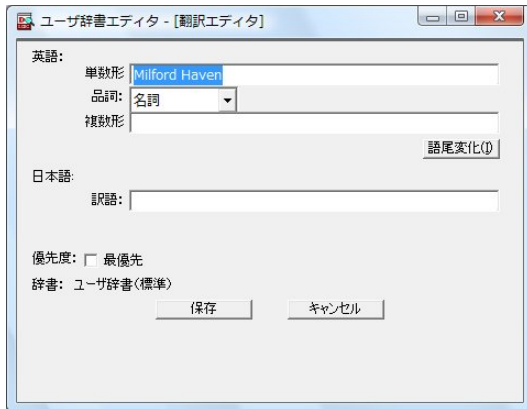 ユーザ辞書エディタ - [翻訳エディタ]
英語:
単数形 Milford Haven
品詞: 名詞
複数形
語尾変化(I)
日本語:
訳語:
優先度: 最優先
辞書: ユーザ辞書(標準)
保存 キャンセル